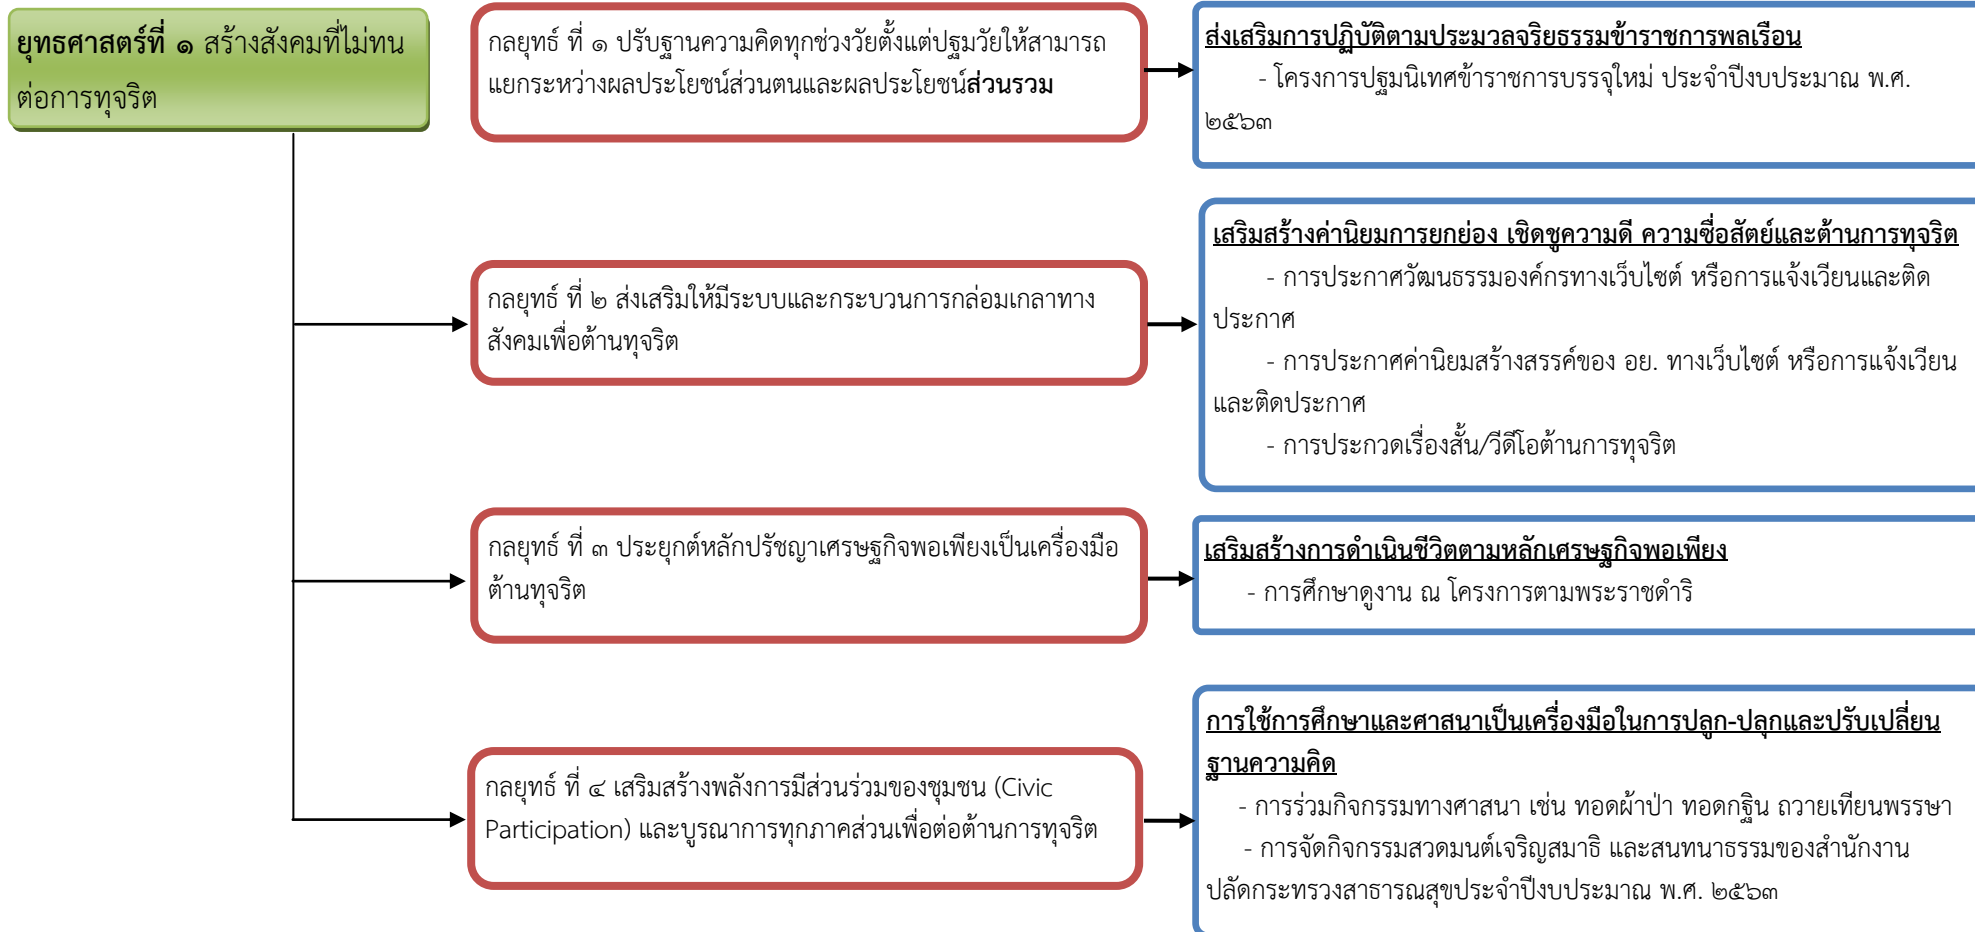 ยุทธศาสตร์ที่ ๑ สร้างสังคมที่ไม่ทน
ต่อการทุจริต
กลยุทธ์ ที่ ๑ ปรับฐานความคิดทุกช่วงวัยตั้งแต่ปฐมวัยให้สามารถ
แยกระหว่างผลประโยชน์ส่วนตนและผลประโยชน์ส่วนรวม
ส่งเสริมการปฏิบัติตามประมวลจริยธรรมข้าราชการพลเรือน
- โครงการปฐมนิเทศข้าราชการบรรจุใหม่ ประจำปีงบประมาณ พ.ศ.
๒๕๖๓
กลยุทธ์ ที่ ๒ ส่งเสริมให้มีระบบและกระบวนการกล่อมเกลาทาง
สังคมเพื่อต้านทุจริต
เสริมสร้างค่านิยมการยกย่อง เชิดชูความดี ความซื่อสัตย์และต้านการทุจริต
- การประกาศวัฒนธรรมองค์กรทางเว็บไซต์ หรือการแจ้งเวียนและติด
ประกาศ
- การประกาศค่านิยมสร้างสรรค์ของ อย. ทางเว็บไซต์ หรือการแจ้งเวียน
และติดประกาศ
- การประกวดเรื่องสั้น/วีดีโอต้านการทุจริต
กลยุทธ์ ที่ ๓ ประยุกต์หลักปรัชญาเศรษฐกิจพอเพียงเป็นเครื่องมือ
ต้านทุจริต
เสริมสร้างการดำเนินชีวิตตามหลักเศรษฐกิจพอเพียง
- การศึกษาดูงาน ณ โครงการตามพระราชดำริ
กลยุทธ์ ที่ ๔ เสริมสร้างพลังการมีส่วนร่วมของชุมชน (Civic
Participation) และบูรณาการทุกภาคส่วนเพื่อต่อต้านการทุจริต
การใช้การศึกษาและศาสนาเป็นเครื่องมือในการปลูก-ปลุกและปรับเปลี่ยน
ฐานความคิด
- การร่วมกิจกรรมทางศาสนา เช่น ทอดผ้าป่า ทอดกฐิน ถวายเทียนพรรษา
- การจัดกิจกรรมสวดมนต์เจริญสมาธิ และสนทนาธรรมของสำนักงาน
ปลัดกระทรวงสาธารณสุขประจำปีงบประมาณ พ.ศ. ๒๕๖๓